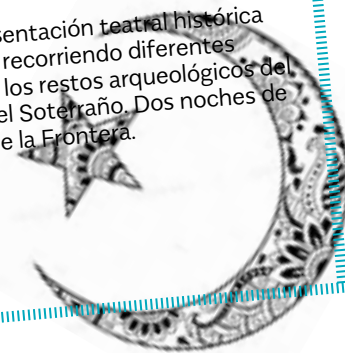 sentación teatral histórica
recorriendo diferentes
los restos arqueológicos del
el Soterraño. Dos noches de
e la Frontera.